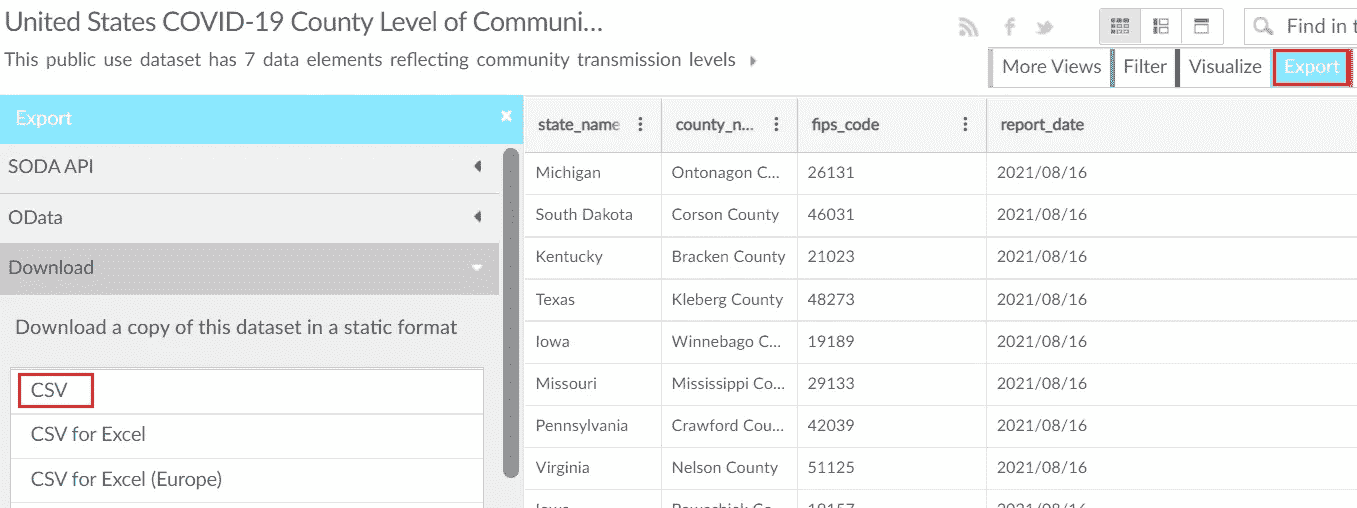 United States COVID-19 County Level of Communi...
This public use dataset has 7 data elements reflecting community transmission levels
Find in t
More Views Filter Visualize Export
Export
SODA API
OData
Download
Download a copy of this dataset in a static format
CSV
CSV for Excel
CSV for Excel (Europe)
state_name county_n... fips_code report_date
Michigan Ontonagon C... 26131 2021/08/16
South Dakota Corson County 46031 2021/08/16
Kentucky Bracken County 21023 2021/08/16
Texas Kleberg County 48273 2021/08/16
Iowa Winnebago C... 19189 2021/08/16
Missouri Mississippi Co... 29133 2021/08/16
Pennsylvania Crawford Cou... 42039 2021/08/16
Virginia Nelson County 51125 2021/08/16